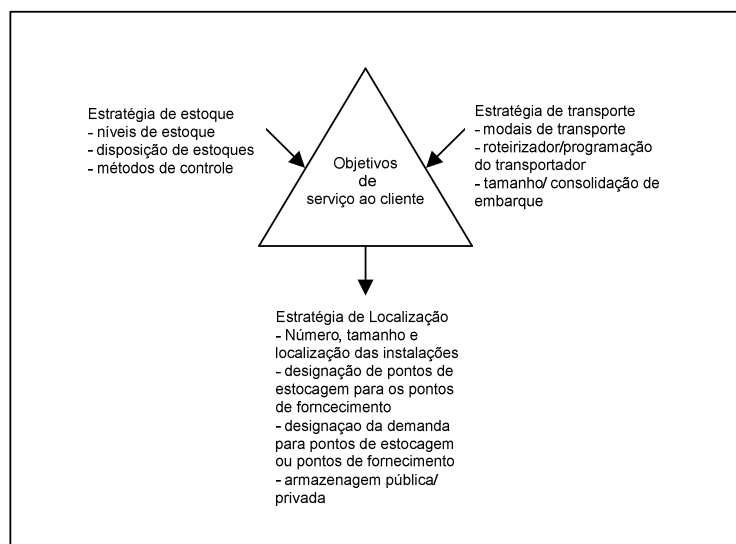 Estratégia de estoque
- níveis de estoque
- disposição de estoques
- métodos de controle
Objetivos
de
serviço ao cliente
Estratégia de transporte
- modais de transporte
- roteirizador/programação
do transportador
- tamanho/ consolidação de
embarque
Estratégia de Localização
- Número, tamanho e
localização das instalações
- designação de pontos de
estocagem para os pontos
de forncecimento
- designaçao da demanda
para pontos de estocagem
ou pontos de fornecimento
- armazenagem pública/
privada